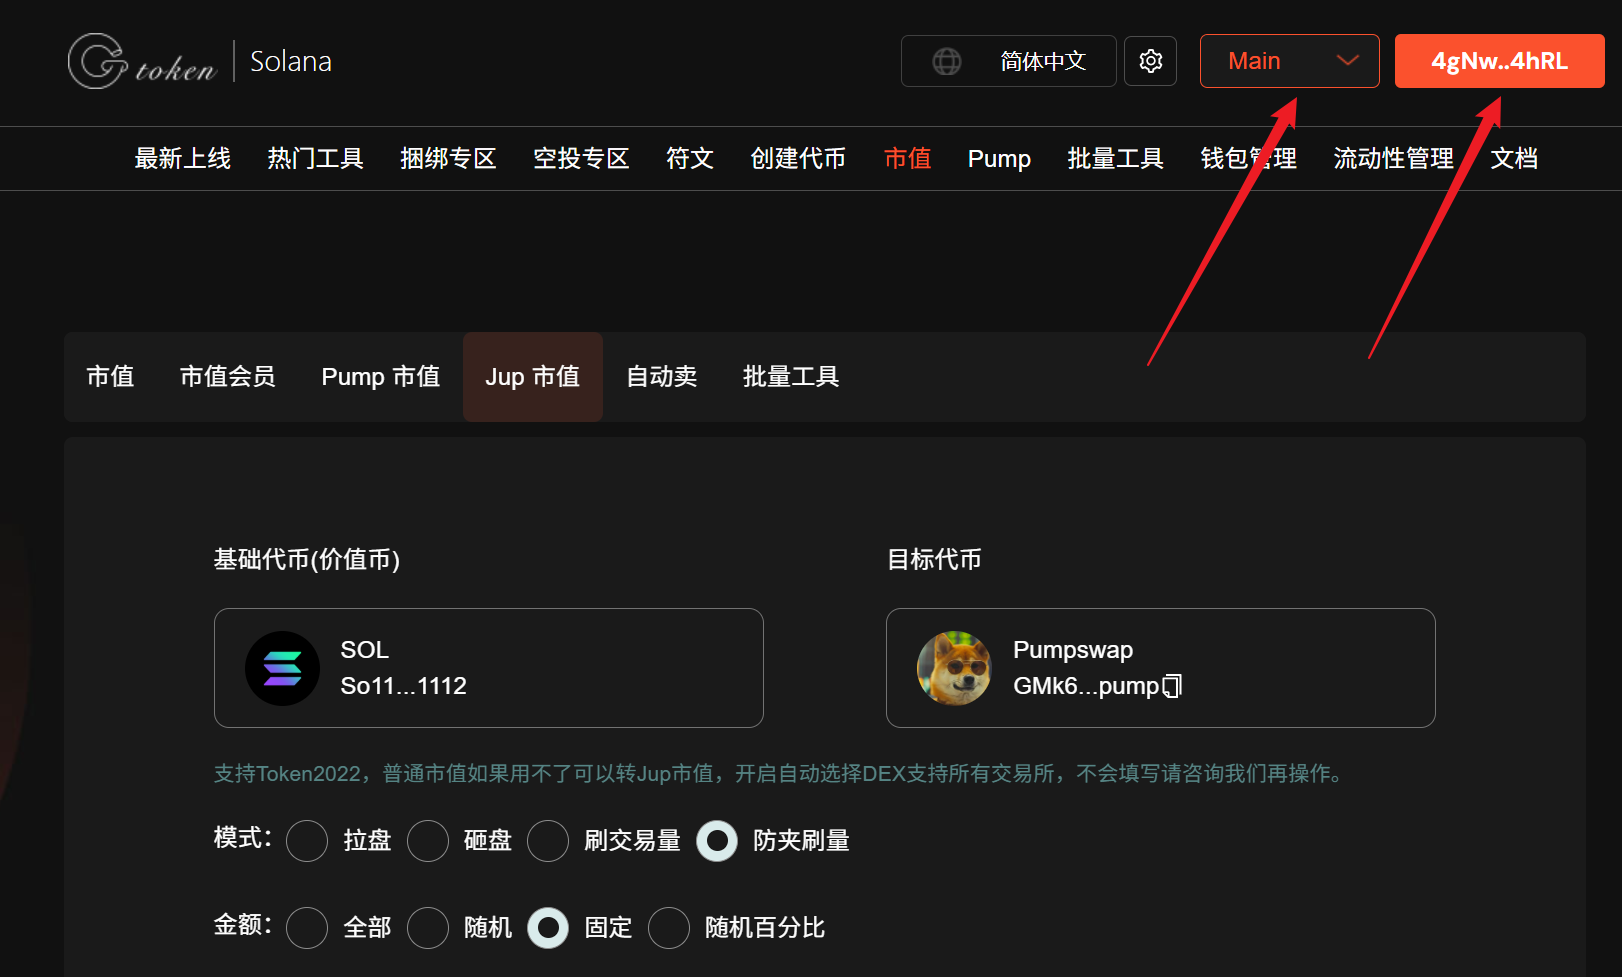 Gtoken | Solana
简体中文
Main
4gNw..4hRL
最新上线 热门工具 捆绑专区 空投专区 符文 创建代币 市值 Pump 批量工具 钱包管理 流动性管理 文档
市值 市值会员 Pump 市值 Jup 市值 自动卖 批量工具
基础代币(价值币)
目标代币
SOL
So11...1112
Pumpswap
GMk6...pump
支持Token2022，普通市值如果用不了可以转Jup市值，开启自动选择DEX支持所有交易所，不会填写请咨询我们再操作。
模式： 拉盘 砸盘 刷交易量 防夹刷量
金额： 全部 随机 固定 随机百分比